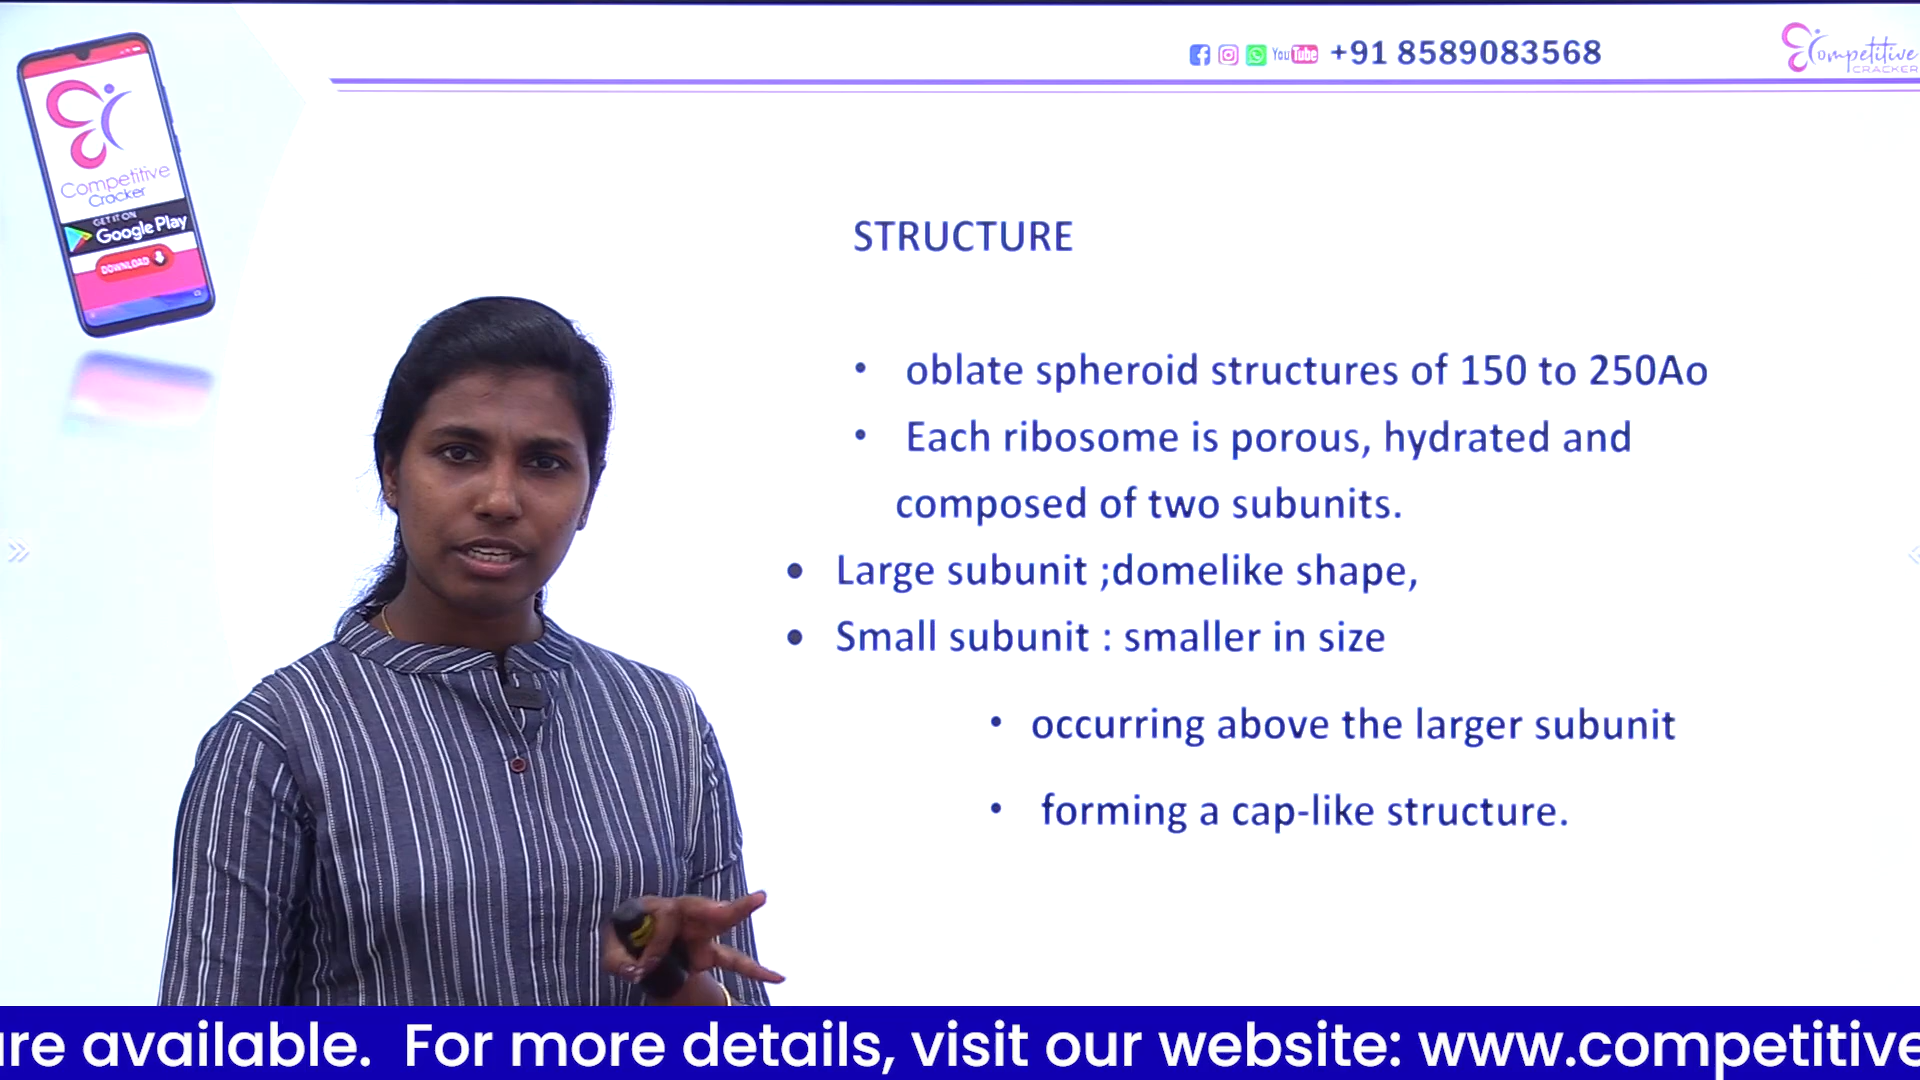 You Tube +91 8589083568
Competitive
CRACKER
Competitive
Cracker
GET IT ON
Google Play
DOWNLOAD
STRUCTURE
• oblate spheroid structures of 150 to 250Ao
• Each ribosome is porous, hydrated and
composed of two subunits.
• Large subunit ;domelike shape,
• Small subunit : smaller in size
• occurring above the larger subunit
• forming a cap-like structure.
re available. For more details, visit our website: www.competitive